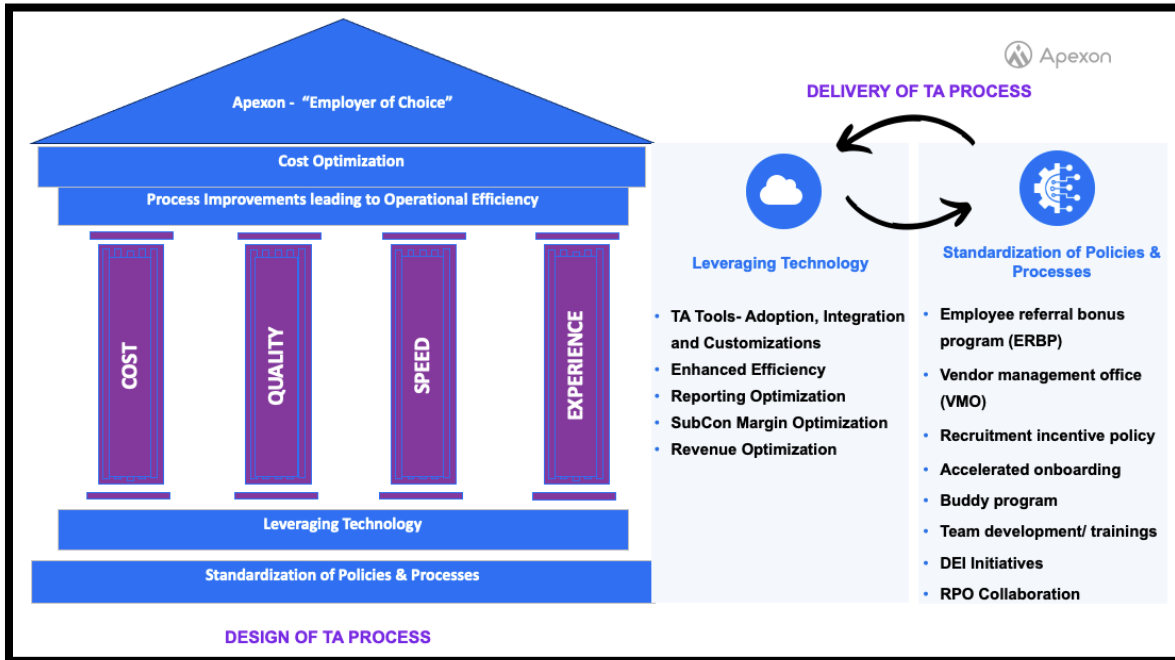 Apexon
Apexon - “Employer of Choice”
Cost Optimization
Process Improvements leading to Operational Efficiency
COST
QUALITY
SPEED
EXPERIENCE
Leveraging Technology
Standardization of Policies & Processes
DESIGN OF TA PROCESS
DELIVERY OF TA PROCESS
Leveraging Technology
• TA Tools- Adoption, Integration
and Customizations
• Enhanced Efficiency
• Reporting Optimization
• SubCon Margin Optimization
• Revenue Optimization
Standardization of Policies &
Processes
• Employee referral bonus
program (ERBP)
• Vendor management office
(VMO)
• Recruitment incentive policy
• Accelerated onboarding
• Buddy program
• Team development/ trainings
• DEI Initiatives
• RPO Collaboration